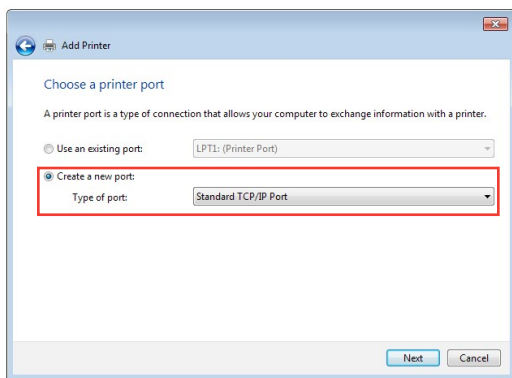 Add Printer
Choose a printer port
A printer port is a type of connection that allows your computer to exchange information with a printer.
Use an existing port: LPT1: (Printer Port)
Create a new port:
Type of port: Standard TCP/IP Port
Next Cancel